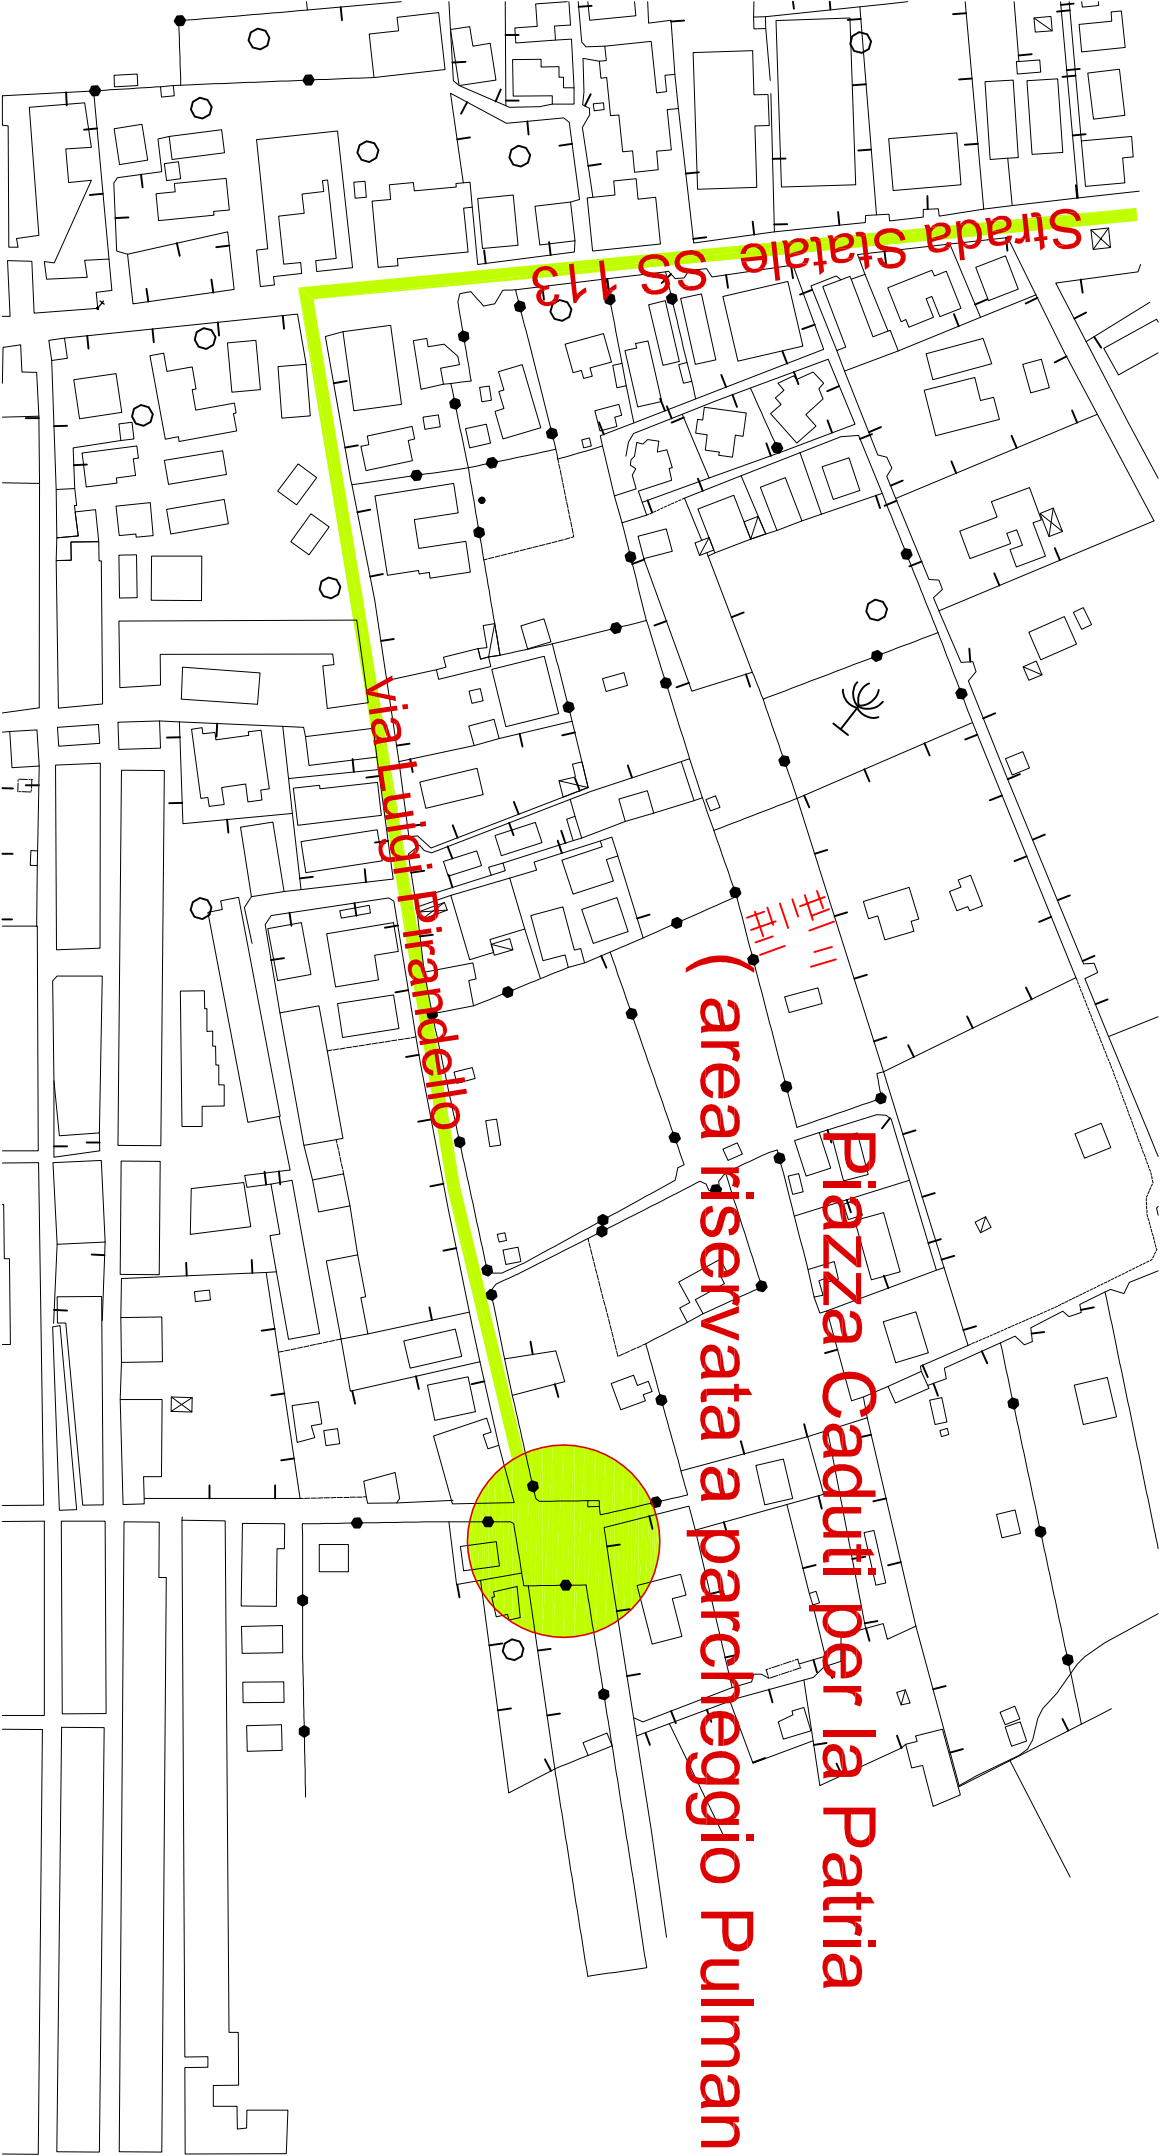 Strada Statale SS 113
via Luigi Pirandello
Piazza Caduti per la Patria
( area riservata a parcheggio Pulman